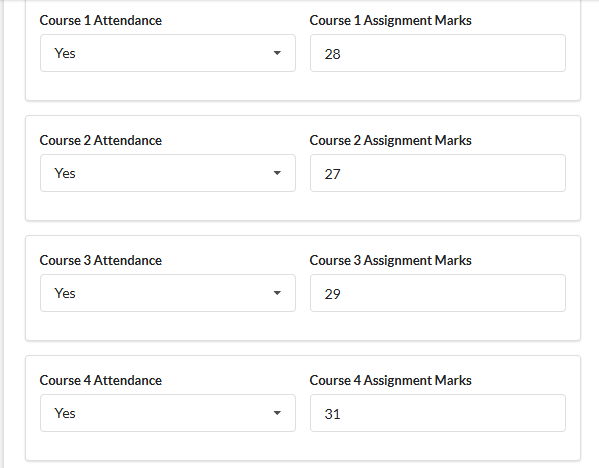 Course 1 Attendance Course 1 Assignment Marks
Yes 28
Course 2 Attendance Course 2 Assignment Marks
Yes 27
Course 3 Attendance Course 3 Assignment Marks
Yes 29
Course 4 Attendance Course 4 Assignment Marks
Yes 31